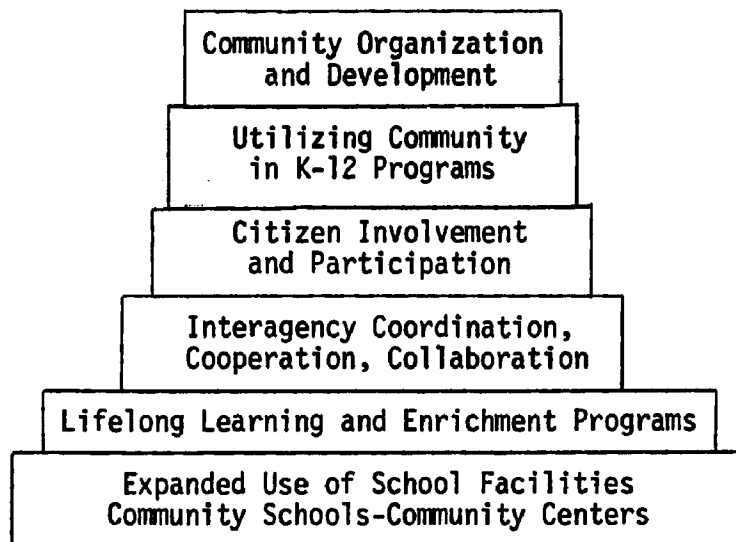 Community Organization
and Development
Utilizing Community
in K-12 Programs
Citizen Involvement
and Participation
Interagency Coordination,
Cooperation, Collaboration
Lifelong Learning and Enrichment Programs
Expanded Use of School Facilities
Community Schools-Community Centers